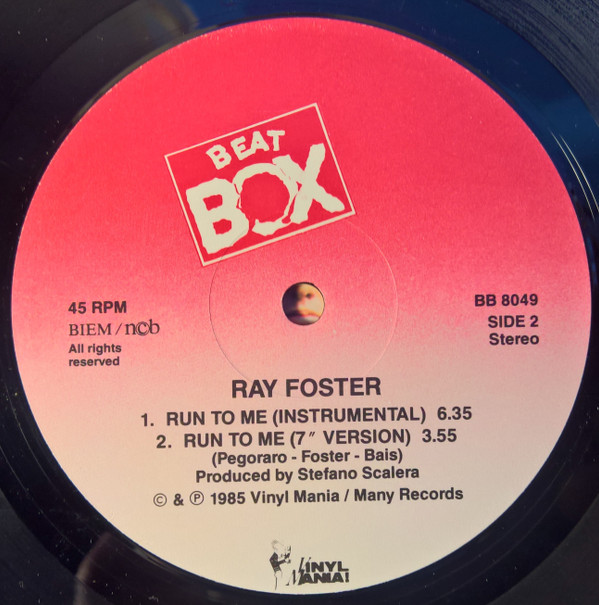 BEAT
BOX
45 RPM
BIEM / n©b
All rights
reserved
BB 8049
SIDE 2
Stereo
RAY FOSTER
1. RUN TO ME (INSTRUMENTAL) 6.35
2. RUN TO ME (7″ VERSION) 3.55
(Pegoraro - Foster - Bais)
Produced by Stefano Scalera
© & ℗ 1985 Vinyl Mania / Many Records
VINYL
MANIA!